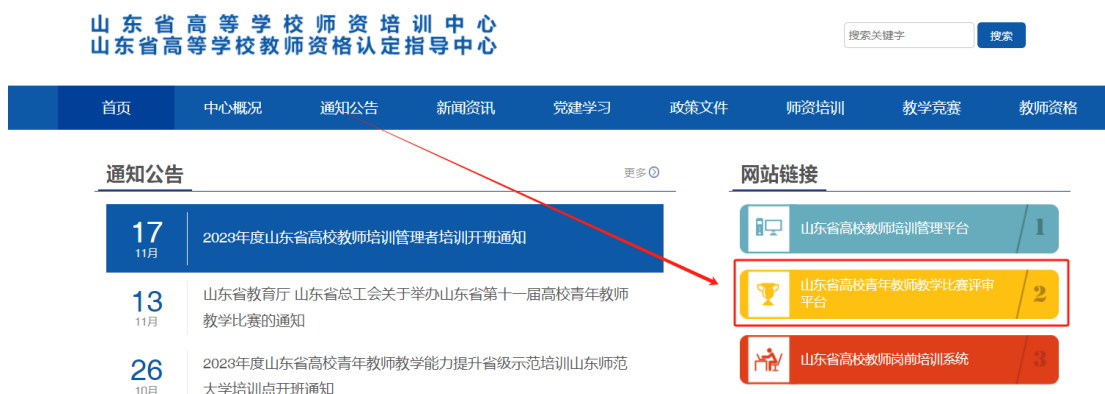 山东省高等学校师资培训中心
山东省高等学校教师资格认定指导中心
搜索关键字
搜索
首页
中心概况
通知公告
新闻资讯
党建学习
政策文件
师资培训
教学竞赛
教师资格
通知公告
更多
网站链接
17
11月
2023年度山东省高校教师培训管理者培训开班通知
13
11月
山东省教育厅 山东省总工会关于举办山东省第十一届高校青年教师
教学比赛的通知
26
10月
2023年度山东省高校青年教师教学能力提升省级示范培训山东师范
大学培训点开班通知
山东省高校教师培训管理平台
1
山东省高校青年教师教学比赛评审
平台
2
山东省高校教师岗前培训系统
3